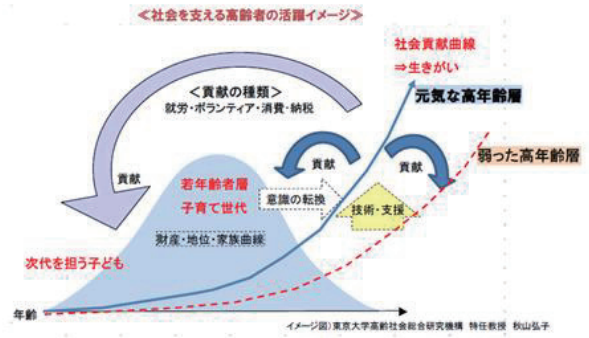 ≪社会を支える高齢者の活躍イメージ≫
社会貢献曲線
⇒生きがい
<貢献の種類>
就労・ボランティア・消費・納税
元気な高年齢層
貢献
貢献
弱った高年齢層
貢献
若年齢者層
子育て世代
意識の転換
技術・支援
財産・地位・家族曲線
次代を担う子ども
年齢
イメージ図)東京大学高齢社会総合研究機構 特任教授 秋山弘子